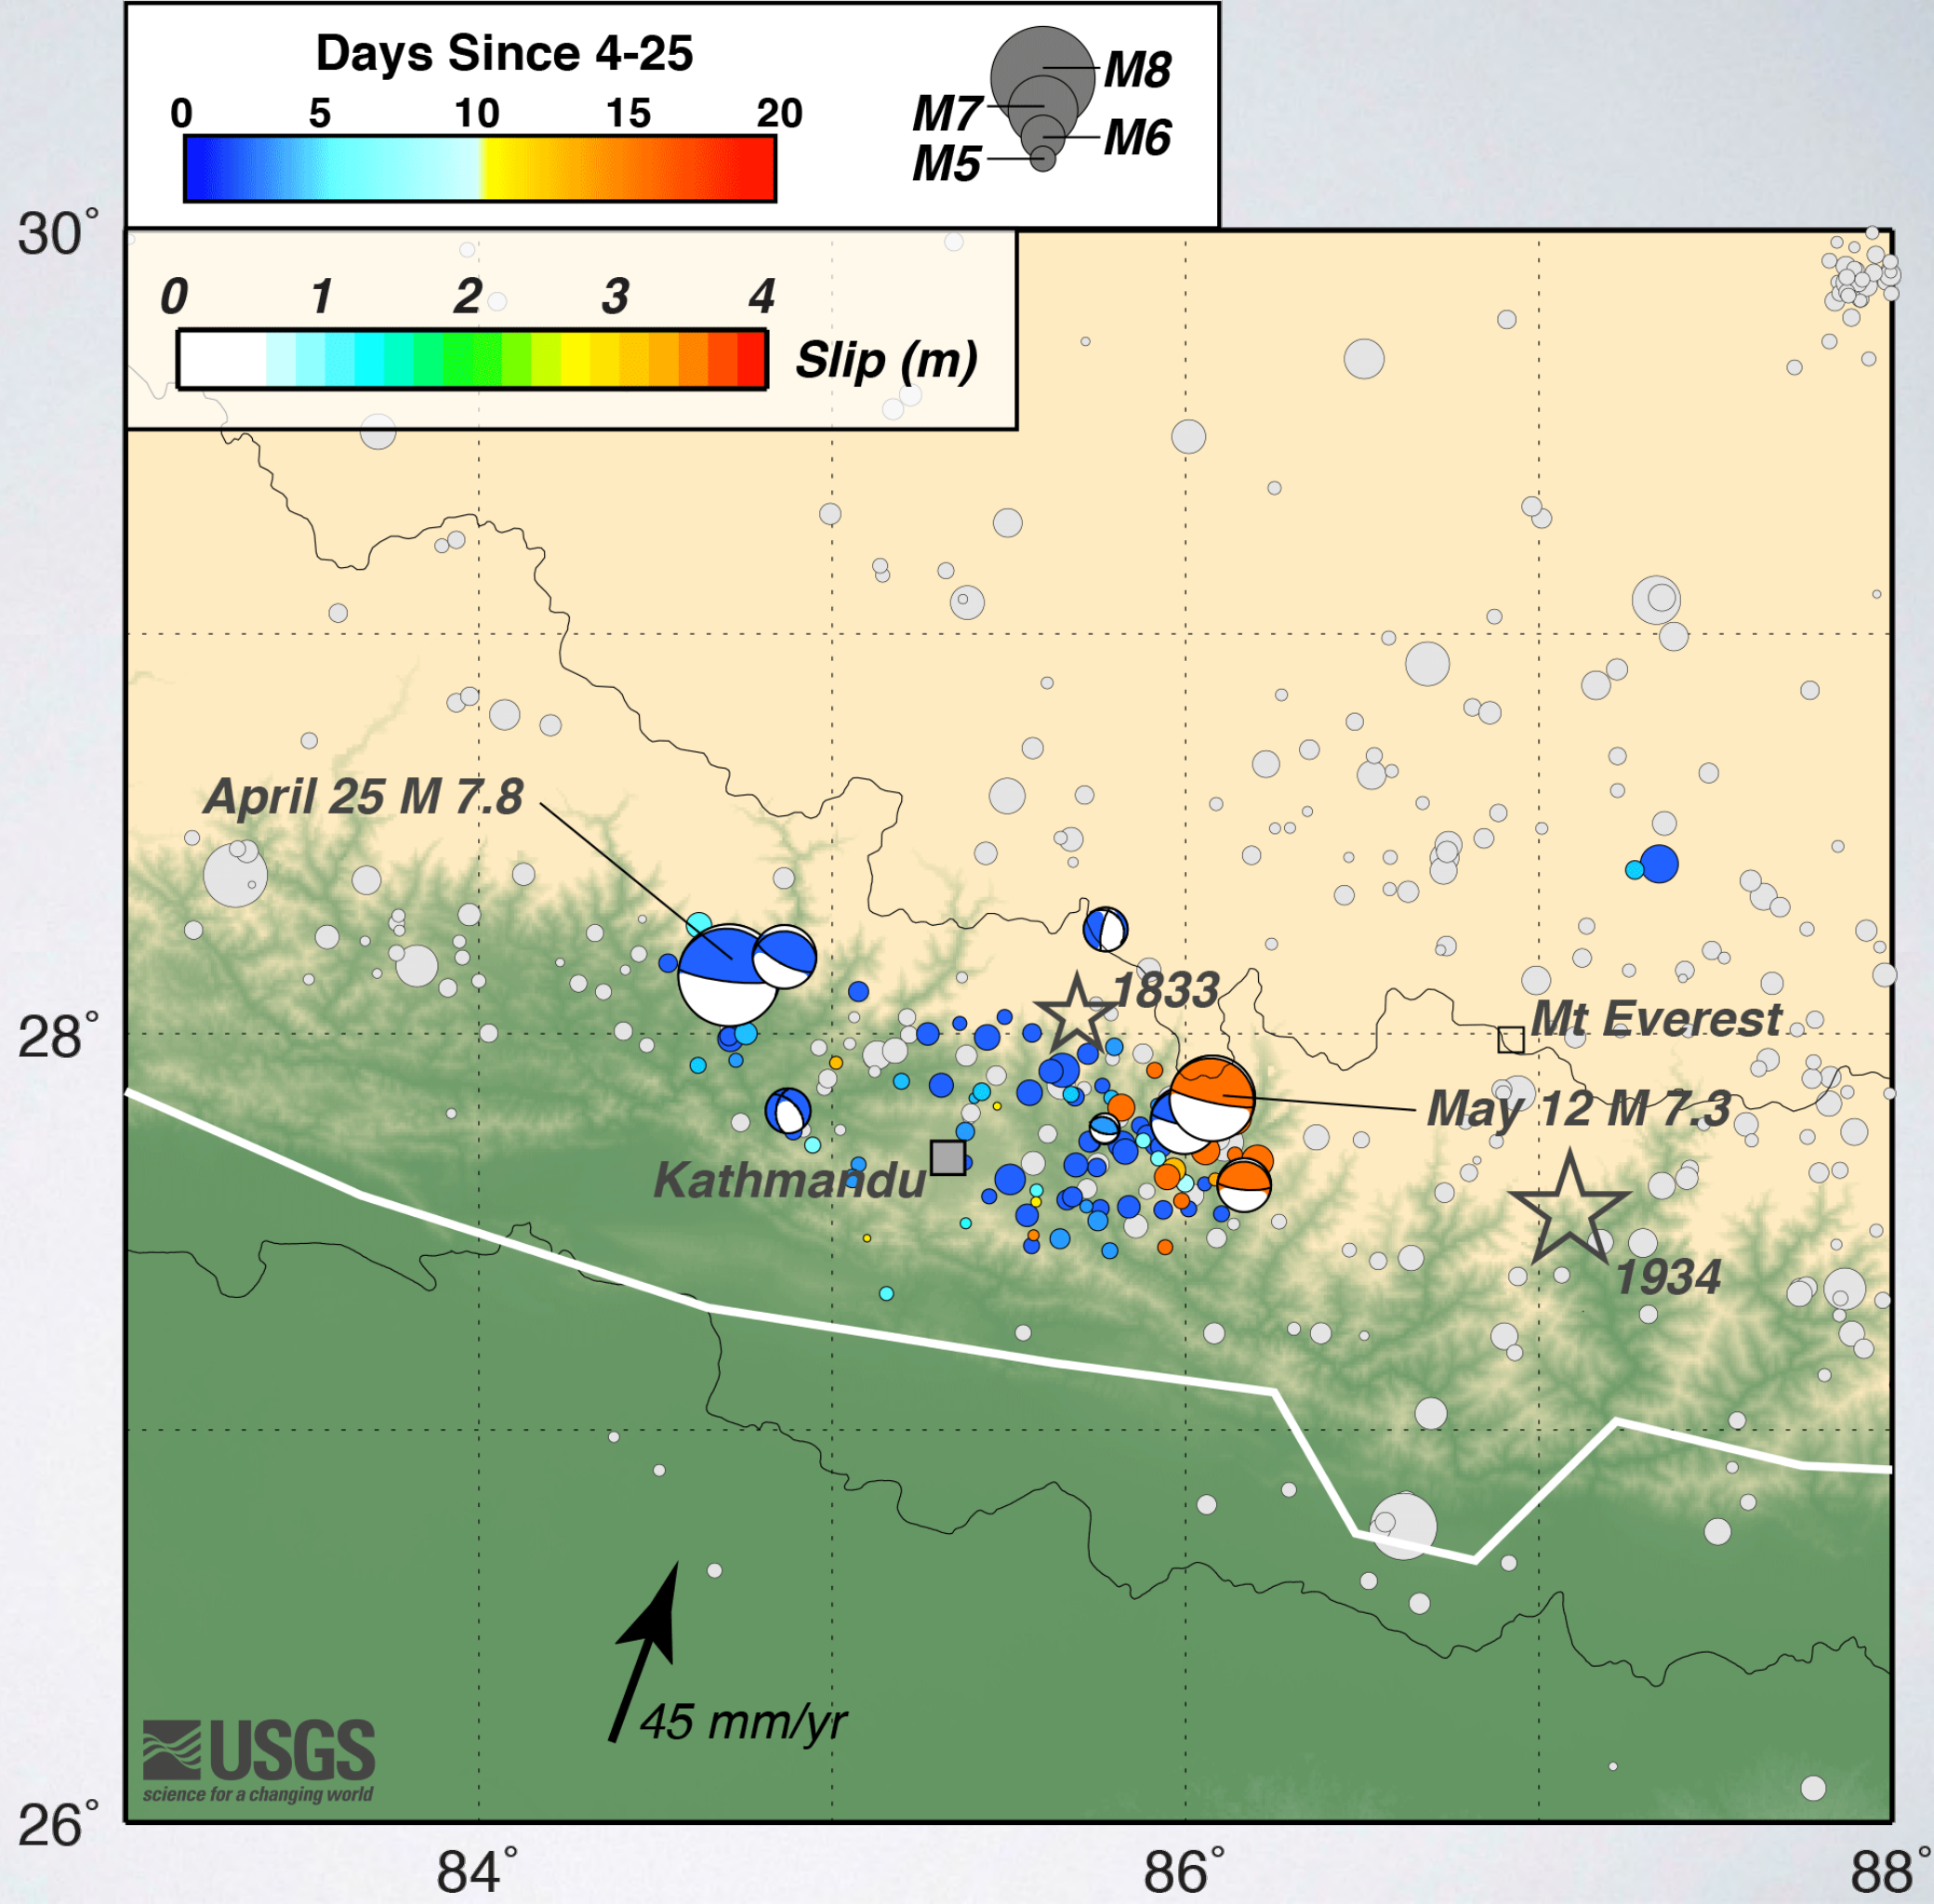 Days Since 4-25
0 5 10 15 20
M8
M7
M6
M5
30°
0 1 2 3 4
Slip (m)
April 25 M 7.8
1833
28°
Mt Everest
May 12 M 7.3
Kathmandu
1934
45 mm/yr
USGS
science for a changing world
26°
84° 86° 88°